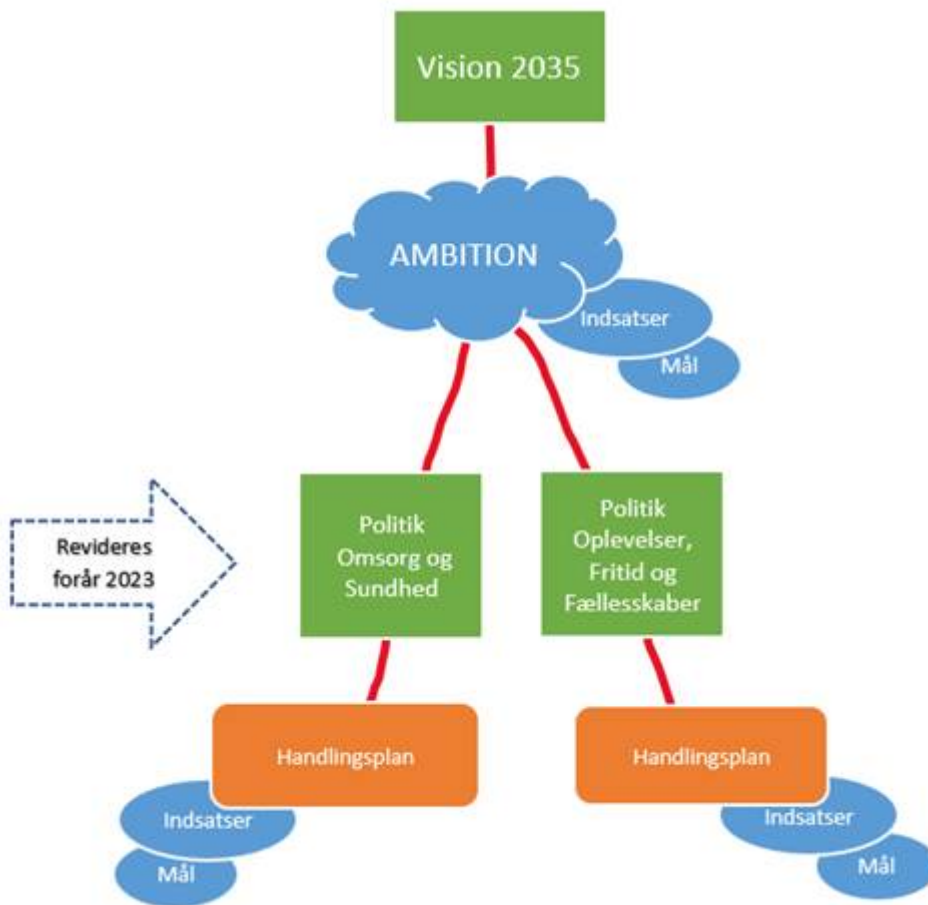 Vision 2035
AMBITION
Indsatser
Mål
Revideres
forår 2023
Politik
Omsorg og
Sundhed
Politik
Oplevelser,
Fritid og
Fællesskaber
Handlingsplan
Indsatser
Mål
Handlingsplan
Indsatser
Mål